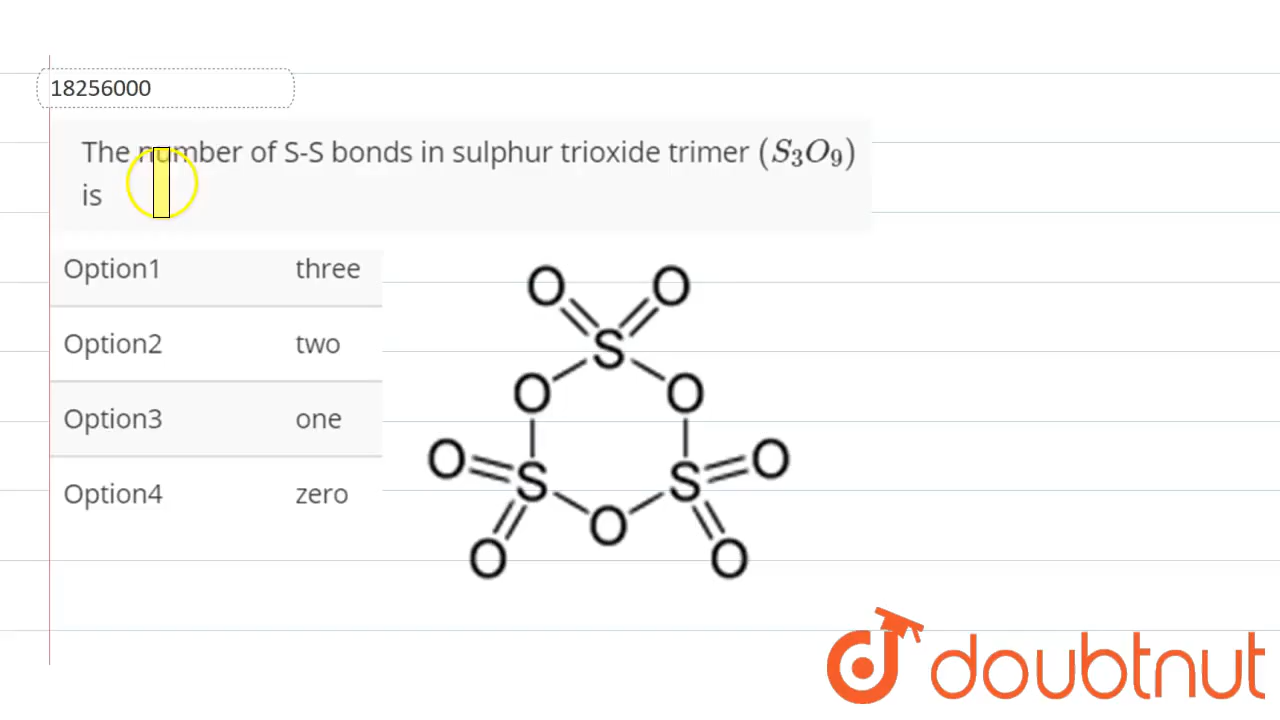 18256000
The number of S-S bonds in sulphur trioxide trimer (S₃O₉)
is
Option1 three
Option2 two
Option3 one
Option4 zero
O O
S
O O
O S S O
O
O O
doubtnut